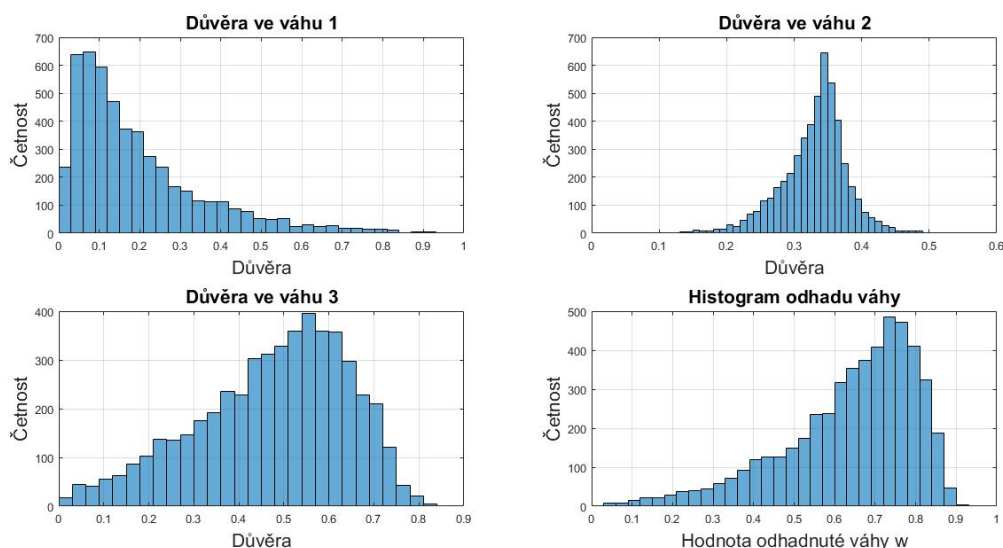 Důvěra ve váhu 1
700
600
500
400
300
200
100
0
Četnost
0 0.1 0.2 0.3 0.4 0.5 0.6 0.7 0.8 0.9 1
Důvěra
Důvěra ve váhu 2
700
600
500
400
300
200
100
0
Četnost
0 0.1 0.2 0.3 0.4 0.5 0.6
Důvěra
Důvěra ve váhu 3
400
300
200
100
0
Četnost
0 0.1 0.2 0.3 0.4 0.5 0.6 0.7 0.8 0.9
Důvěra
Histogram odhadu váhy
500
400
300
200
100
0
Četnost
0 0.1 0.2 0.3 0.4 0.5 0.6 0.7 0.8 0.9 1
Hodnota odhadnuté váhy w